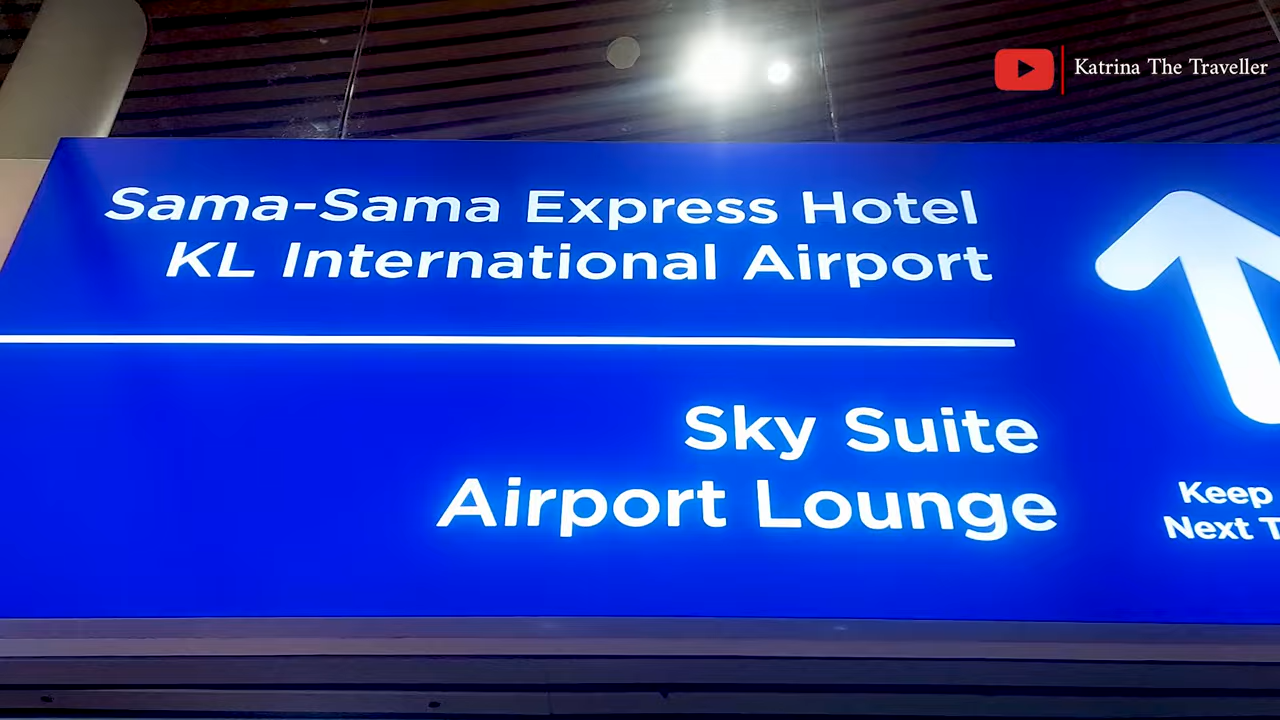 Katrina The Traveller
Sama-Sama Express Hotel
KL International Airport
Sky Suite
Airport Lounge
Keep
Next